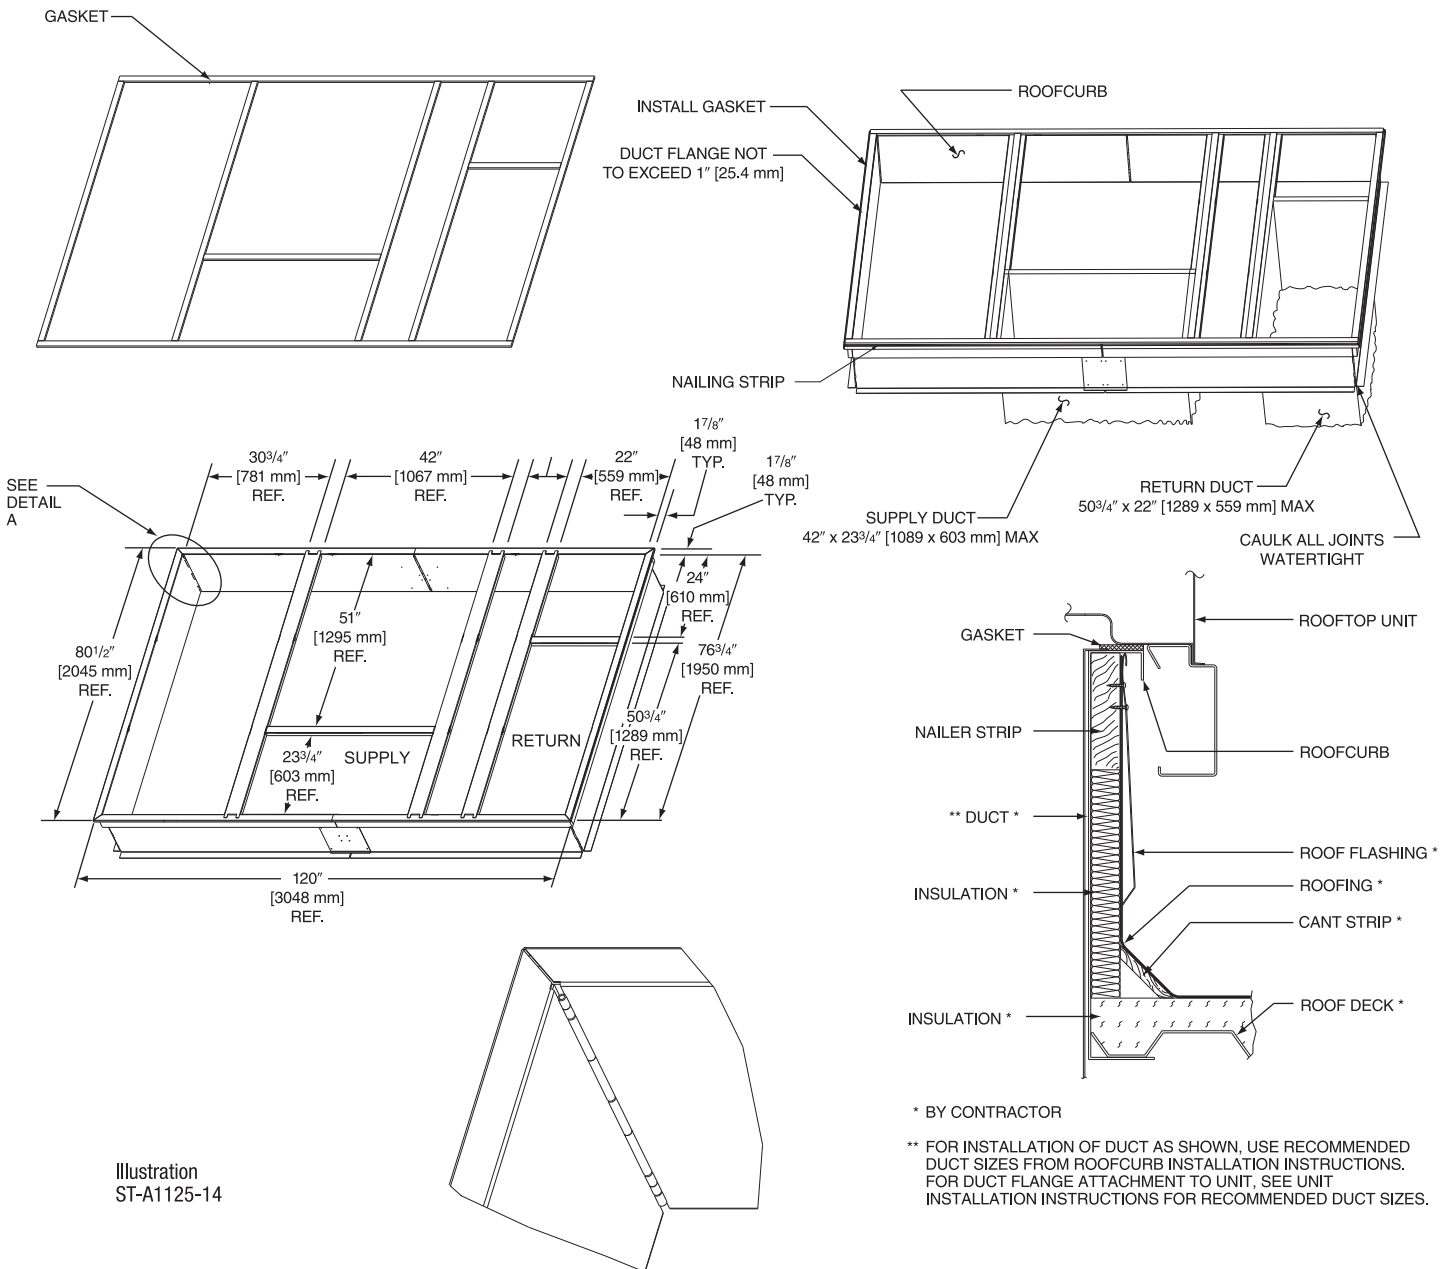 GASKET
INSTALL GASKET
ROOFCURB
DUCT FLANGE NOT
TO EXCEED 1″ [25.4 mm]
NAILING STRIP
SUPPLY DUCT
42″ x 23³/₄″ [1089 x 603 mm] MAX
RETURN DUCT
50³/₄″ x 22″ [1289 x 559 mm] MAX
CAULK ALL JOINTS
WATERTIGHT
SEE
DETAIL
A
30³/₄″
[781 mm]
REF.
42″
[1067 mm]
REF.
22″
[559 mm]
REF.
1⁷/₈″
[48 mm]
TYP.
1⁷/₈″
[48 mm]
TYP.
80¹/₂″
[2045 mm]
REF.
51″
[1295 mm]
REF.
24″
[610 mm]
REF.
76³/₄″
[1950 mm]
REF.
50³/₄″
[1289 mm]
REF.
23³/₄″
[603 mm]
REF.
SUPPLY
RETURN
120″
[3048 mm]
REF.
GASKET
ROOFTOP UNIT
NAILER STRIP
ROOFCURB
** DUCT *
ROOF FLASHING *
INSULATION *
ROOFING *
CANT STRIP *
INSULATION *
ROOF DECK *
* BY CONTRACTOR
** FOR INSTALLATION OF DUCT AS SHOWN, USE RECOMMENDED
DUCT SIZES FROM ROOFCURB INSTALLATION INSTRUCTIONS.
FOR DUCT FLANGE ATTACHMENT TO UNIT, SEE UNIT
INSTALLATION INSTRUCTIONS FOR RECOMMENDED DUCT SIZES.
Illustration
ST-A1125-14